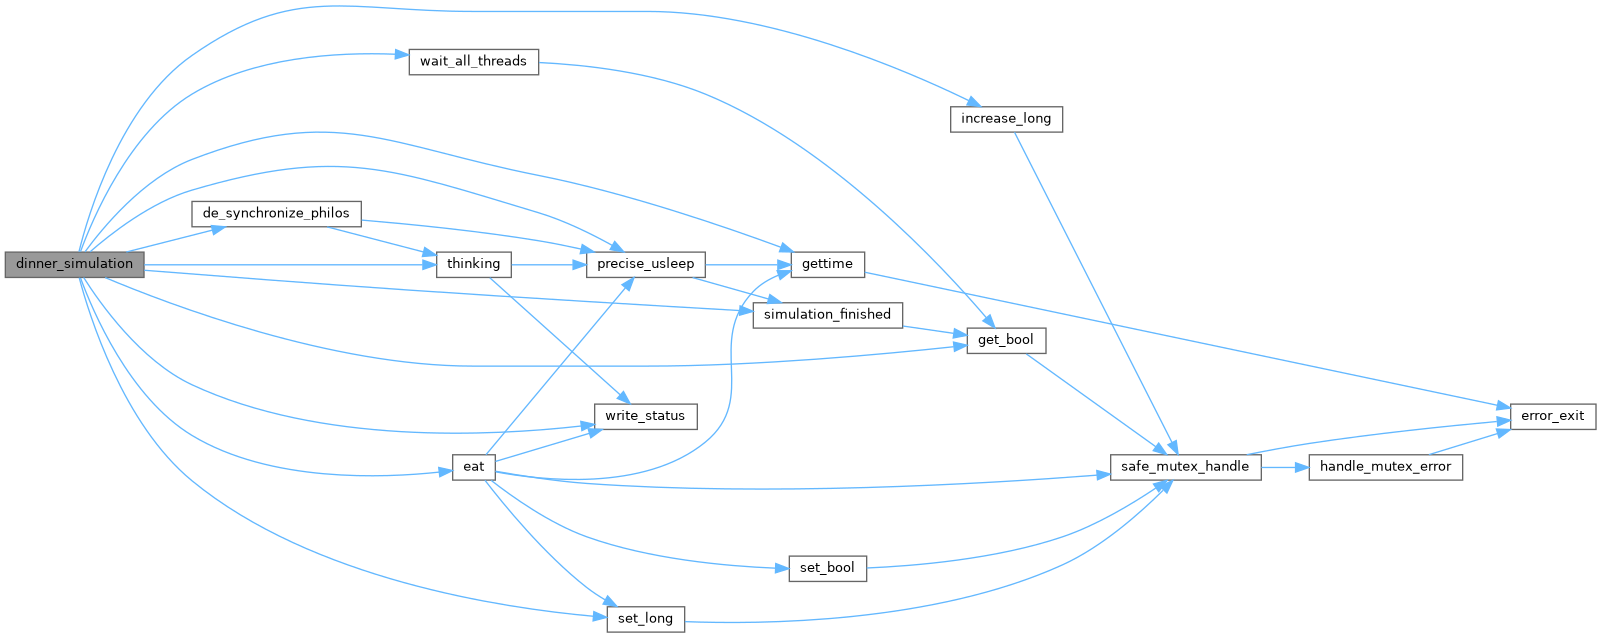 wait_all_threads
increase_long
de_synchronize_philos
dinner_simulation
thinking
precise_usleep
gettime
simulation_finished
get_bool
write_status
error_exit
eat
safe_mutex_handle
handle_mutex_error
set_bool
set_long